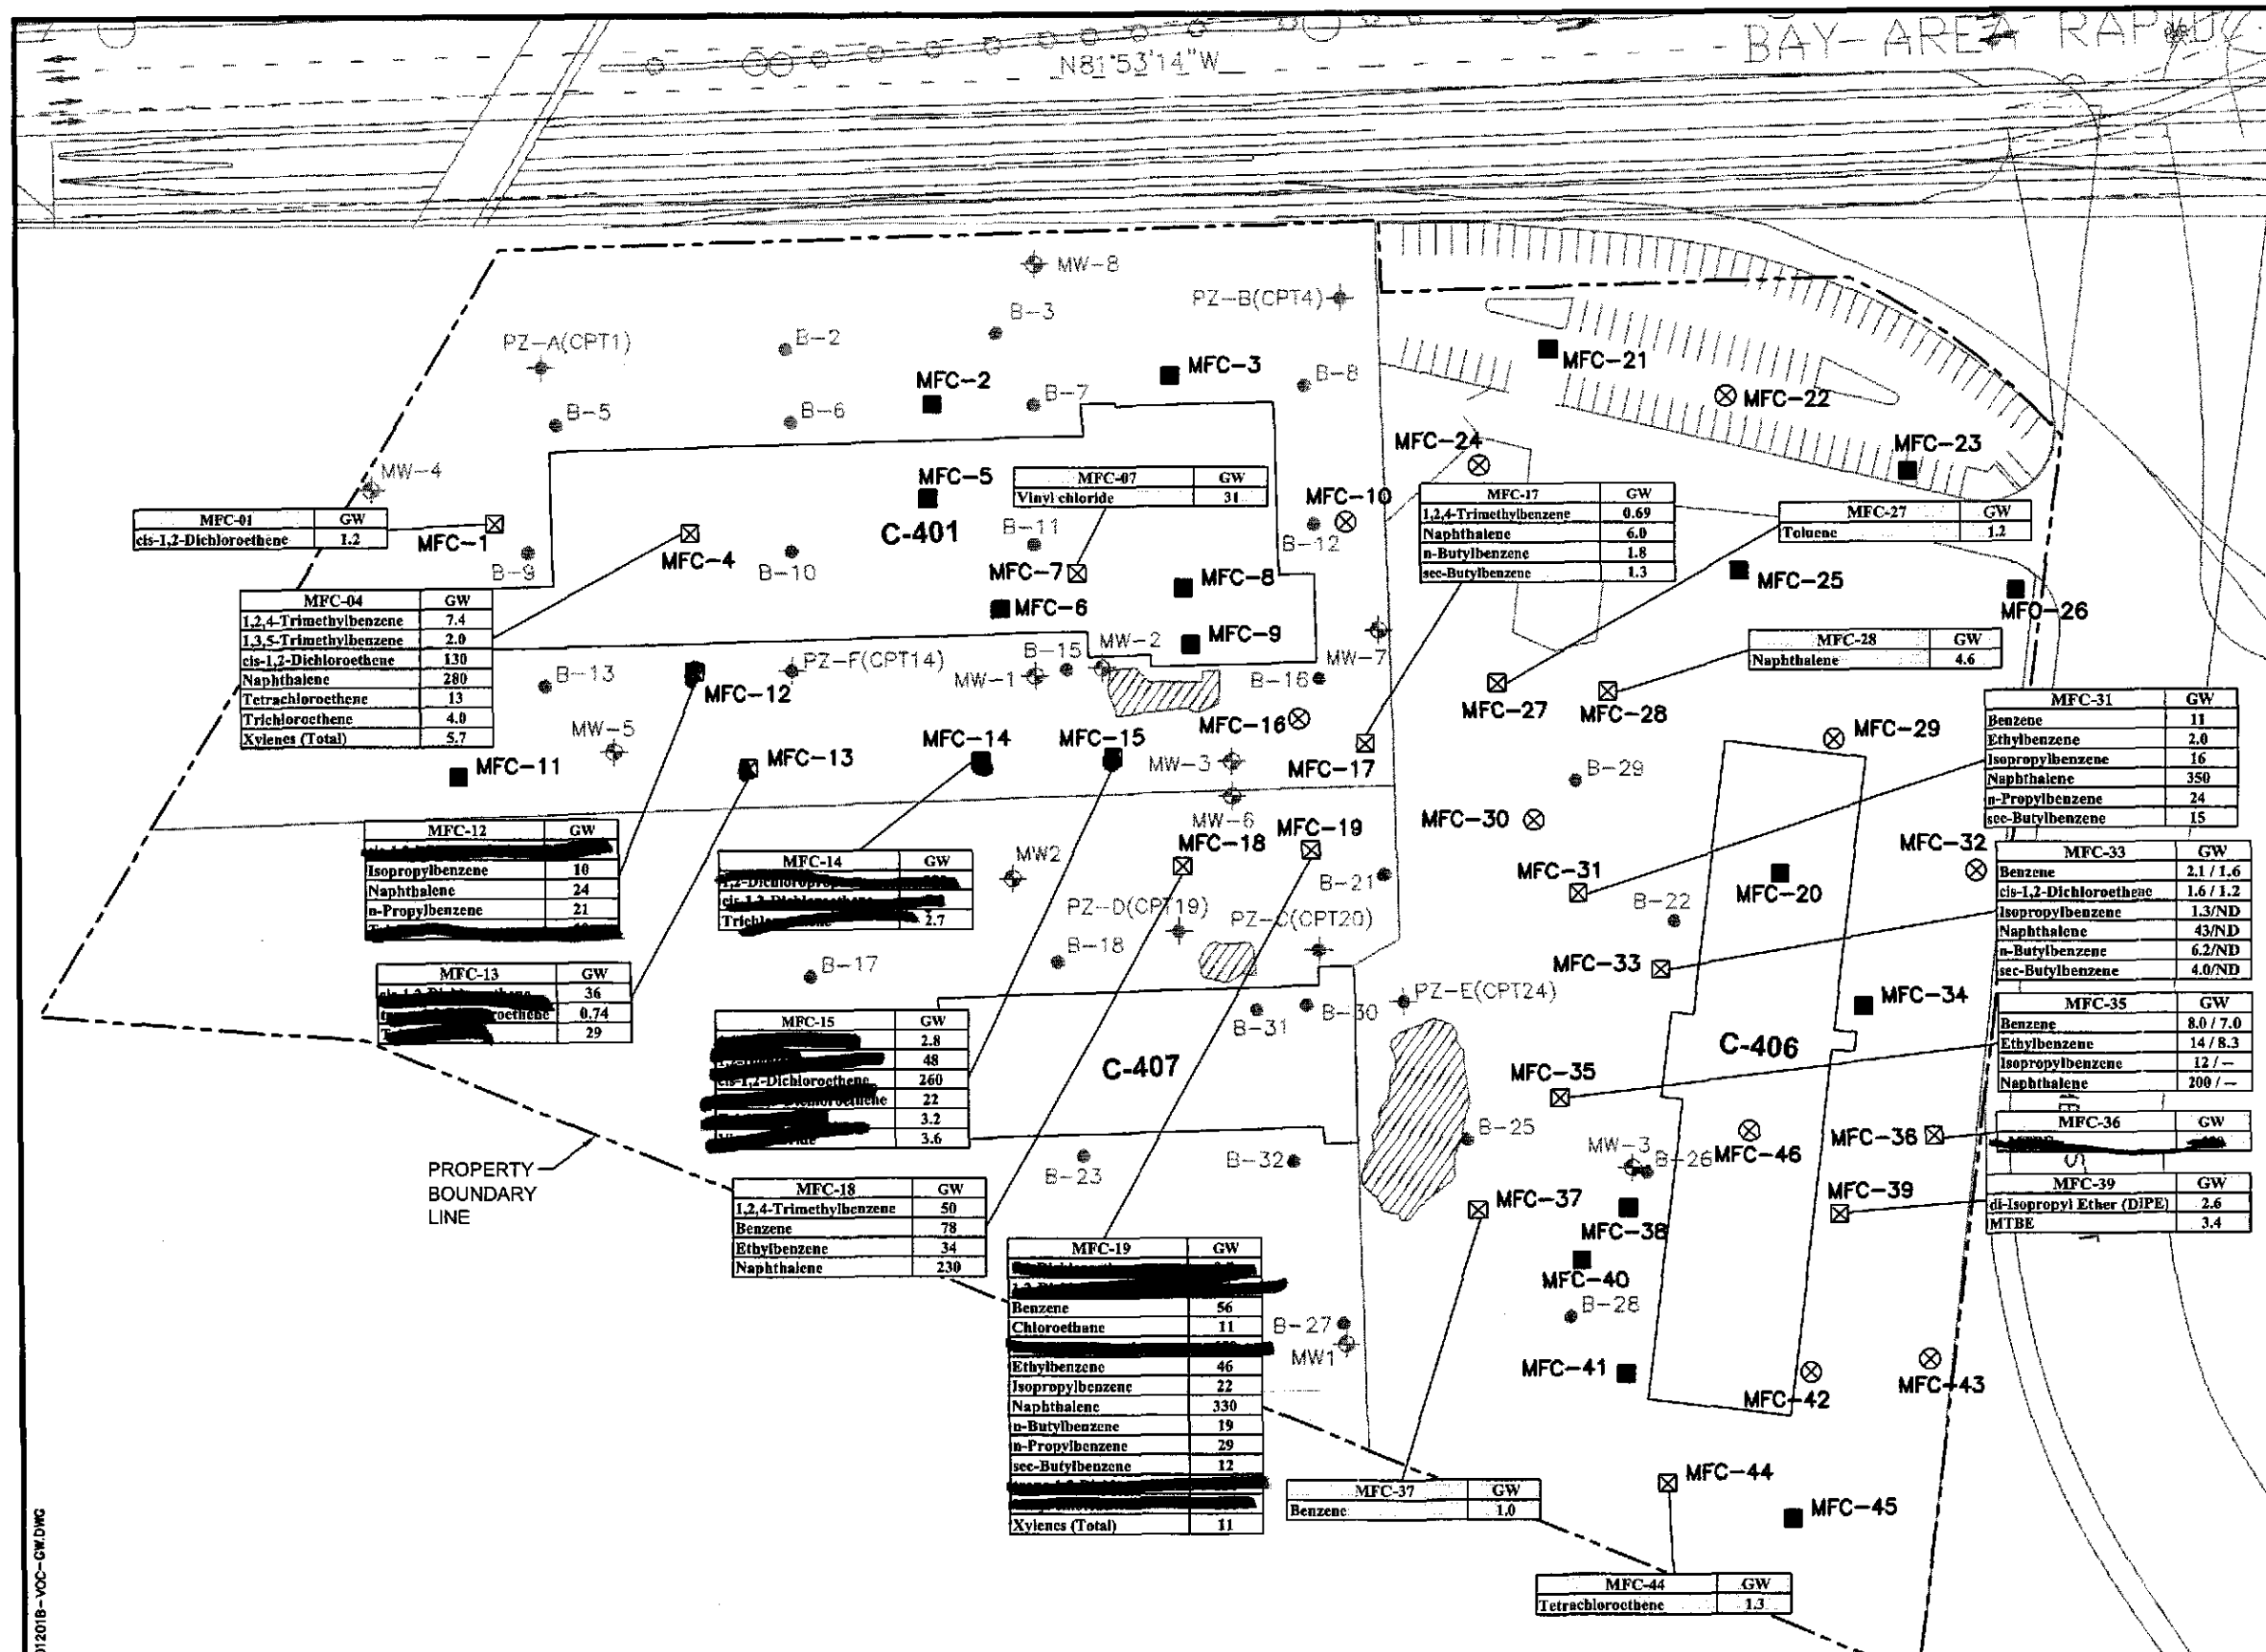 BAY-AREA
N81°53'14"W
MW-8
PZ-B(CPT4)
B-3
B-2
PZ-A(CPT1)
MFC-3
MFC-21
MFC-2
B-8
B-7
B-5
B-6
MFC-22
MFC-24
MFC-23
MW-4
MFC-5
C-401
MFC-07 GW
Vinyl chloride 31
MFC-10
MFC-17 GW
1,2,4-Trimethylbenzene 0.69
Naphthalene 6.0
n-Butylbenzene 1.8
sec-Butylbenzene 1.3
MFC-27 GW
Toluene 1.2
MFC-01 GW
cis-1,2-Dichloroethene 1.2
MFC-1
B-9
MFC-4
B-10
B-11
B-12
MFC-7
MFC-8
MFC-6
MFC-25
MFC-26
MFC-9
MFC-04 GW
1,2,4-Trimethylbenzene 7.4
1,3,5-Trimethylbenzene 2.0
cis-1,2-Dichloroethene 130
Naphthalene 280
Tetrachloroethene 13
Trichloroethene 4.0
Xylenes (Total) 5.7
MFC-28 GW
Naphthalene 4.6
B-13
MFC-12
PZ-F(CPT14)
B-15
MW-2
MW-1
B-16
MW-7
MFC-27
MFC-28
MFC-16
MW-5
MFC-11
MFC-13
MFC-14
MFC-15
MW-3
MFC-17
MFC-29
B-29
MFC-31 GW
Benzene 11
Ethylbenzene 2.0
Isopropylbenzene 16
Naphthalene 350
n-Propylbenzene 24
sec-Butylbenzene 15
MW-6
MFC-18
MFC-19
MFC-30
MFC-12 GW
Isopropylbenzene 10
Naphthalene 24
n-Propylbenzene 21
MFC-14 GW
1,2-Dichloropro
cis-1,2-Dichloroethene
Trichl 2.7
MW2
B-21
MFC-31
MFC-20
MFC-32
B-22
MFC-33 GW
Benzene 2.1 / 1.6
cis-1,2-Dichloroethene 1.6 / 1.2
Isopropylbenzene 1.3/ND
Naphthalene 43/ND
n-Butylbenzene 6.2/ND
sec-Butylbenzene 4.0/ND
PZ-D(CPT19)
PZ-C(CPT20)
B-18
B-17
MFC-33
MFC-13 GW
36
roethene 0.74
29
PZ-E(CPT24)
B-31
B-30
MFC-34
MFC-35 GW
Benzene 8.0 / 7.0
Ethylbenzene 14 / 8.3
Isopropylbenzene 12 / --
Naphthalene 200 / --
MFC-15 GW
2.8
48
cis-1,2-Dichloroethene 260
22
3.2
3.6
C-407
C-406
MFC-35
B-25
MW-3
B-26
MFC-46
MFC-36
MFC-36 GW
B-23
B-32
PROPERTY
BOUNDARY
LINE
MFC-18 GW
1,2,4-Trimethylbenzene 50
Benzene 78
Ethylbenzene 34
Naphthalene 230
MFC-37
MFC-38
MFC-39
MFC-39 GW
di-Isopropyl Ether (DIPE) 2.6
MTBE 3.4
MFC-19 GW
Benzene 56
Chloroethane 11
Ethylbenzene 46
Isopropylbenzene 22
Naphthalene 330
n-Butylbenzene 19
n-Propylbenzene 29
sec-Butylbenzene 12
Xylenes (Total) 11
MFC-40
B-28
B-27
MW1
MFC-41
MFC-42
MFC-43
MFC-44
MFC-45
MFC-37 GW
Benzene 1.0
MFC-44 GW
Tetrachloroethene 1.3
01201B-VOC-GW.DWG